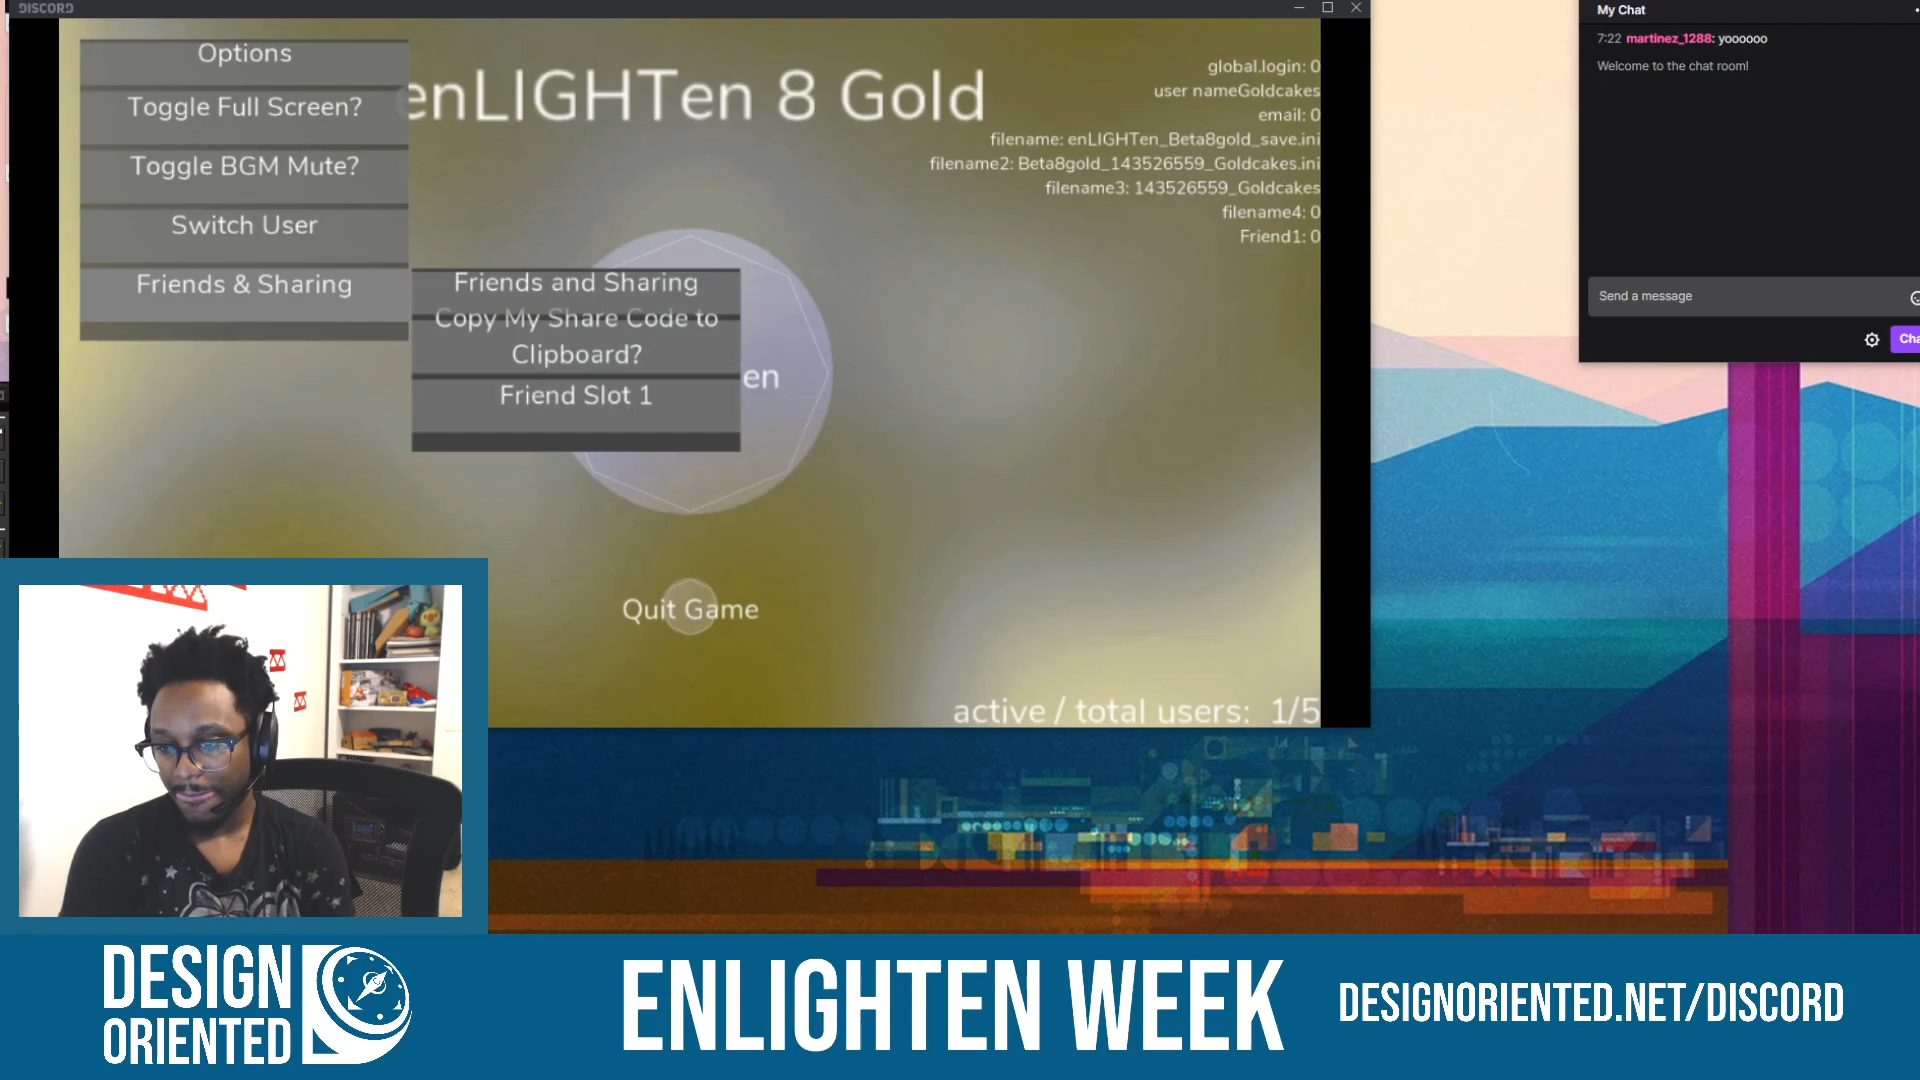 DISCORD
Options
Toggle Full Screen?
Toggle BGM Mute?
Switch User
Friends & Sharing
enLIGHTen 8 Gold
global.login: 0
user nameGoldcakes
email: 0
filename: enLIGHTen_Beta8gold_save.ini
filename2: Beta8gold_143526559_Goldcakes.ini
filename3: 143526559_Goldcakes
filename4: 0
Friend1: 0
Friends and Sharing
Copy My Share Code to
Clipboard?
Friend Slot 1
en
Quit Game
active / total users: 1/5
My Chat
7:22 martinez_1288: yoooooo
Welcome to the chat room!
Send a message
Cha
DESIGN
ORIENTED
ENLIGHTEN WEEK
DESIGNORIENTED.NET/DISCORD